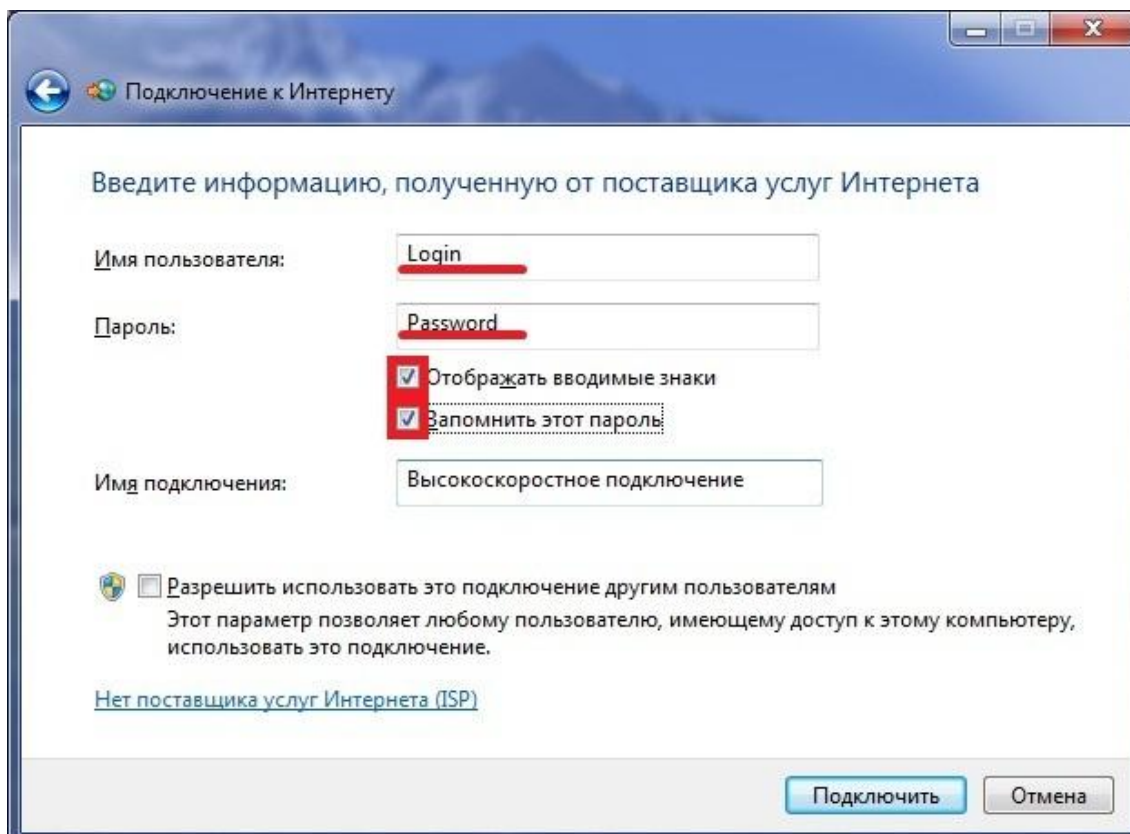 Подключение к Интернету
Введите информацию, полученную от поставщика услуг Интернета
Имя пользователя: Login
Пароль: Password
Отображать вводимые знаки
Запомнить этот пароль
Имя подключения: Высокоскоростное подключение
Разрешить использовать это подключение другим пользователям
Этот параметр позволяет любому пользователю, имеющему доступ к этому компьютеру,
использовать это подключение.
Нет поставщика услуг Интернета (ISP)
Подключить Отмена